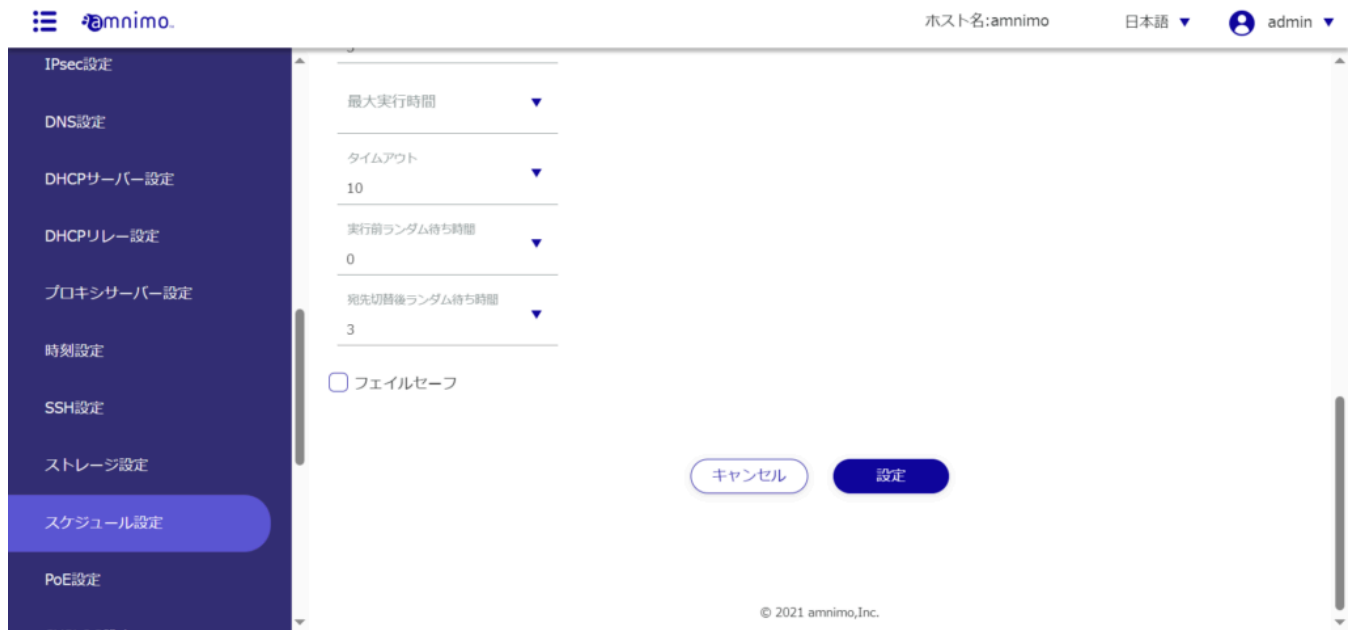 amnimo
ホスト名:amnimo
日本語 ▼
admin ▼
IPsec設定
DNS設定
DHCPサーバー設定
DHCPリレー設定
プロキシサーバー設定
時刻設定
SSH設定
ストレージ設定
スケジュール設定
PoE設定
最大実行時間
タイムアウト
10
実行前ランダム待ち時間
0
宛先切替後ランダム待ち時間
3
フェイルセーフ
キャンセル
設定
© 2021 amnimo,Inc.